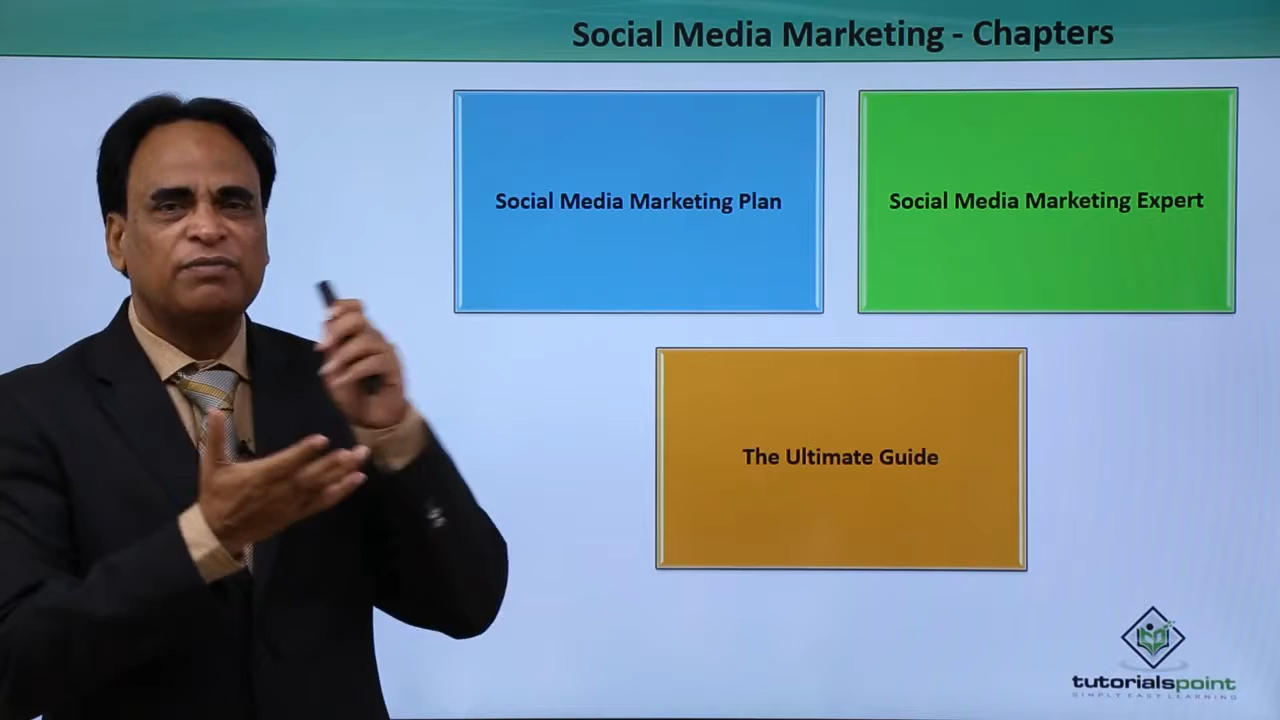 Social Media Marketing - Chapters
Social Media Marketing Plan
Social Media Marketing Expert
The Ultimate Guide
tutorialspoint
SIMPLY EASY LEARNING